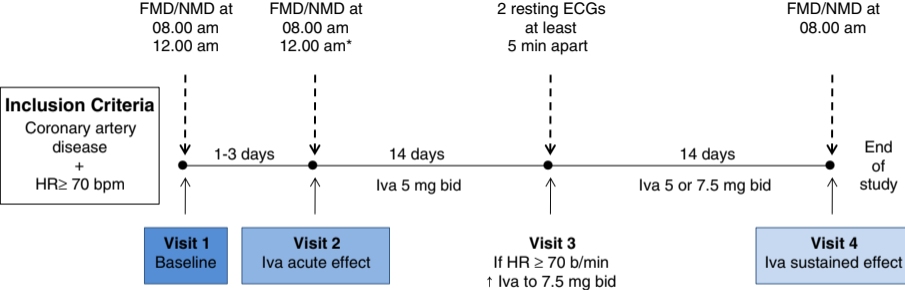 FMD/NMD at
08.00 am
12.00 am
FMD/NMD at
08.00 am
12.00 am*
2 resting ECGs
at least
5 min apart
FMD/NMD at
08.00 am
Inclusion Criteria
Coronary artery
disease
+
HR≥ 70 bpm
1-3 days
14 days
Iva 5 mg bid
14 days
Iva 5 or 7.5 mg bid
End
of
study
Visit 1
Baseline
Visit 2
Iva acute effect
Visit 3
If HR ≥ 70 b/min
↑ Iva to 7.5 mg bid
Visit 4
Iva sustained effect